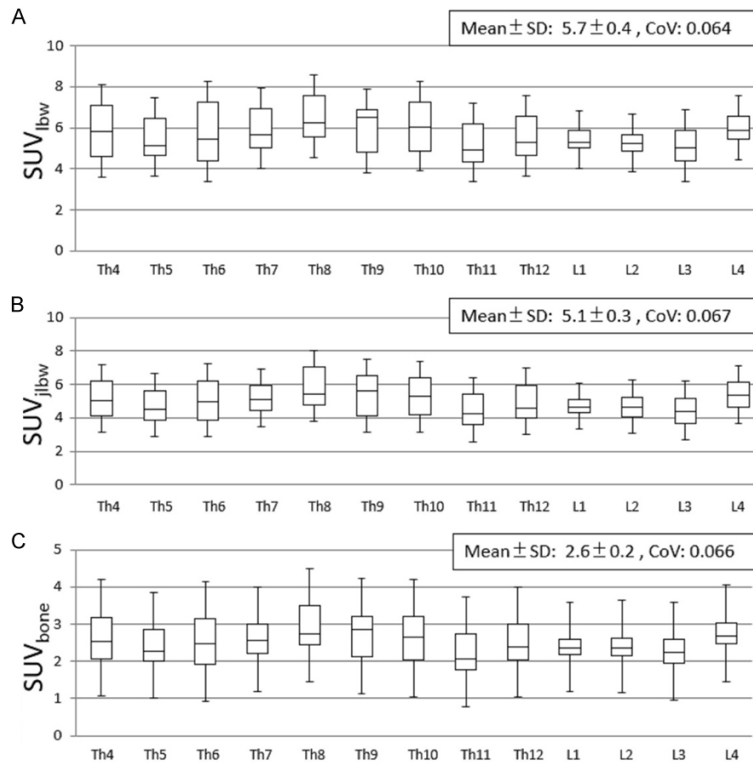 A
Mean ± SD: 5.7 ± 0.4 , CoV: 0.064
SUVlbw
10
8
6
4
2
0
Th4 Th5 Th6 Th7 Th8 Th9 Th10 Th11 Th12 L1 L2 L3 L4
B
Mean ± SD: 5.1 ± 0.3 , CoV: 0.067
SUVjlbw
10
8
6
4
2
0
Th4 Th5 Th6 Th7 Th8 Th9 Th10 Th11 Th12 L1 L2 L3 L4
C
Mean ± SD: 2.6 ± 0.2 , CoV: 0.066
SUVbone
5
4
3
2
1
0
Th4 Th5 Th6 Th7 Th8 Th9 Th10 Th11 Th12 L1 L2 L3 L4